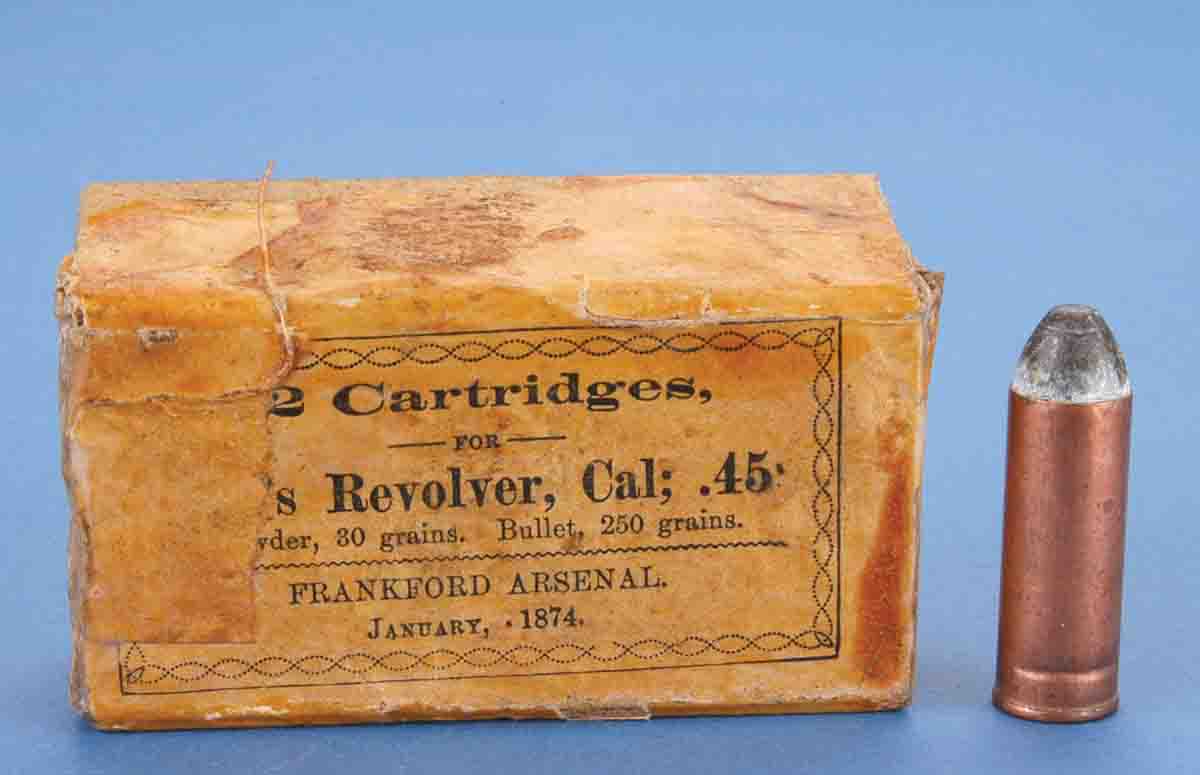 2 Cartridges,
FOR
's Revolver, Cal; .45
wder, 30 grains. Bullet, 250 grains.
FRANKFORD ARSENAL.
JANUARY, .1874.